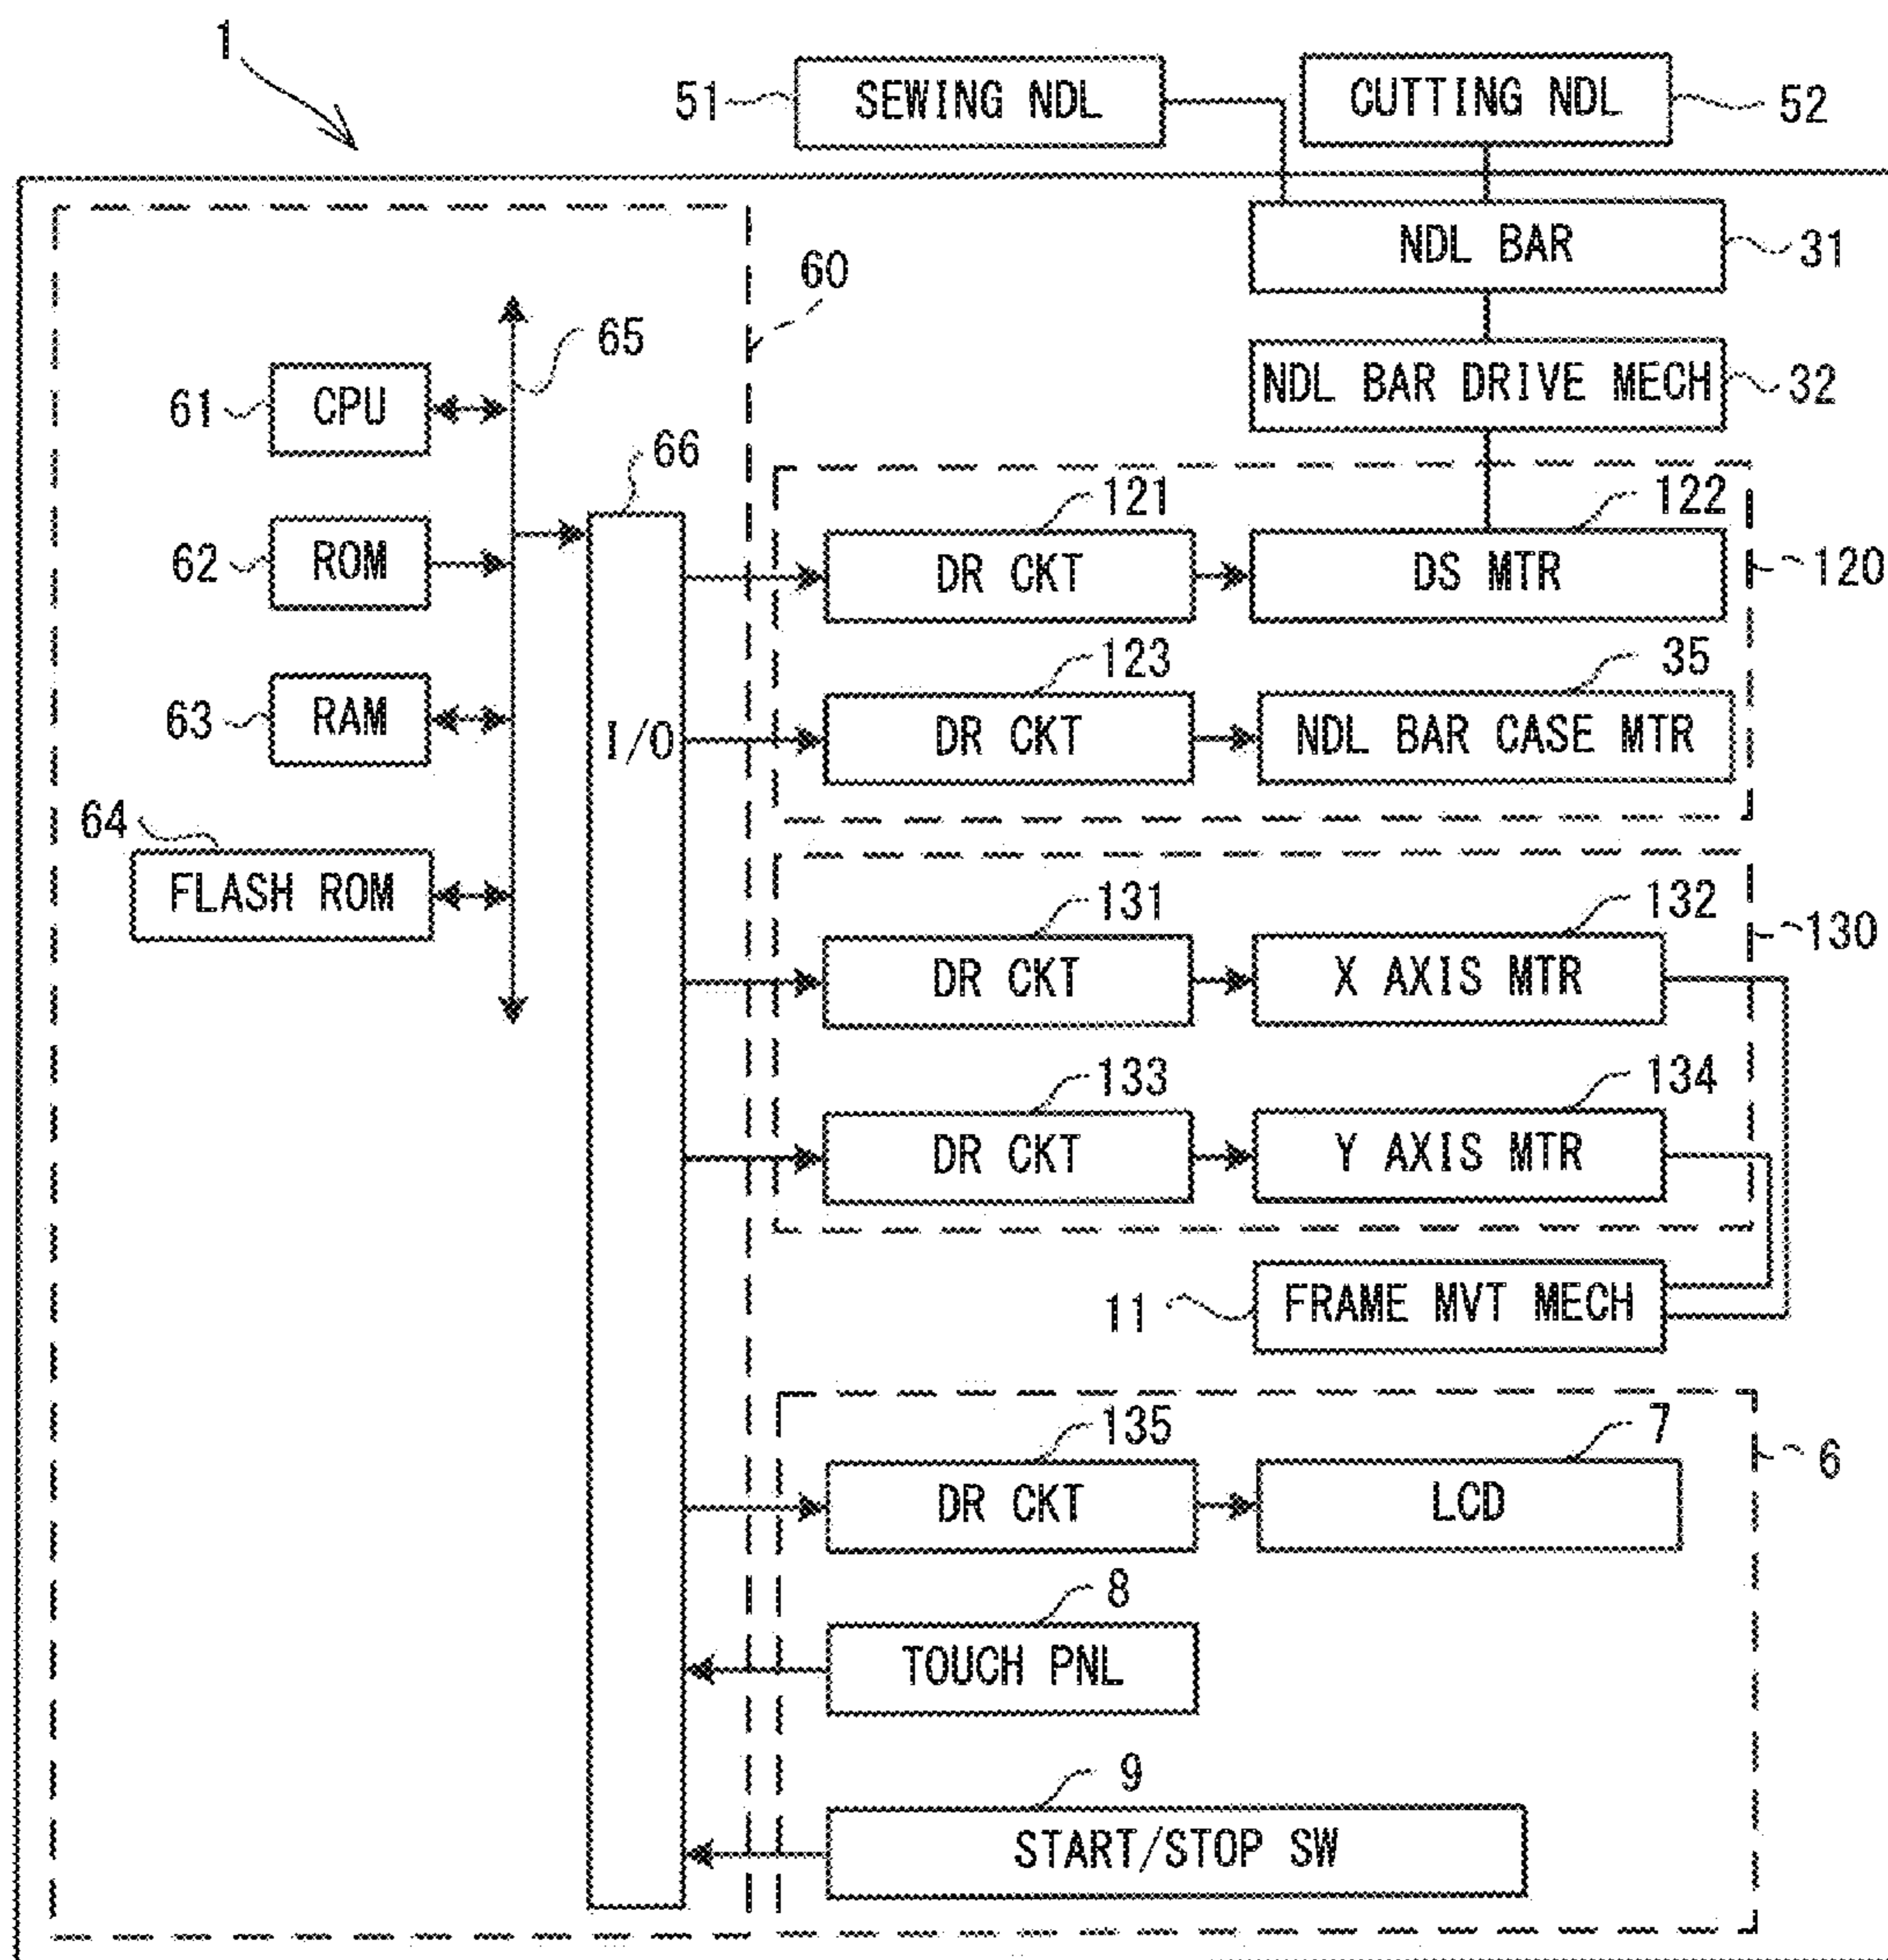 1
51
SEWING NDL
CUTTING NDL
52
NDL BAR
31
60
65
61
CPU
NDL BAR DRIVE MECH
32
66
121
122
62
ROM
DR CKT
DS MTR
120
123
35
63
RAM
I/O
DR CKT
NDL BAR CASE MTR
64
FLASH ROM
131
132
130
DR CKT
X AXIS MTR
133
134
DR CKT
Y AXIS MTR
11
FRAME MVT MECH
135
7
6
DR CKT
LCD
8
TOUCH PNL
9
START/STOP SW